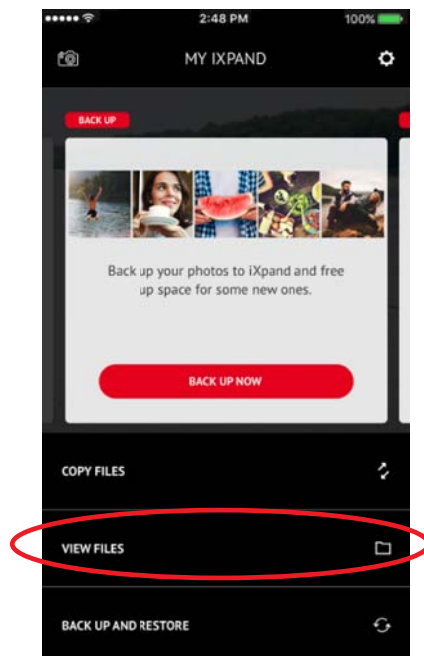 2:48 PM
100%
MY IXPAND
BACK UP
Back up your photos to iXpand and free
up space for some new ones.
BACK UP NOW
COPY FILES
VIEW FILES
BACK UP AND RESTORE